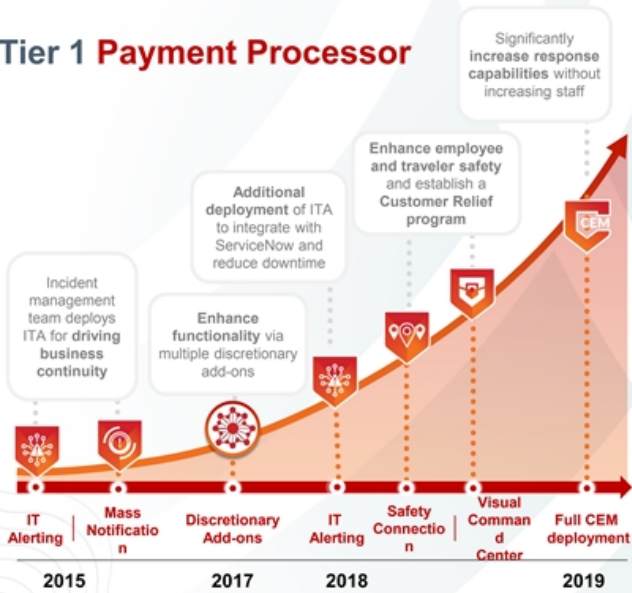 Tier 1 Payment Processor
Significantly
increase response
capabilities without
increasing staff
Enhance employee
and traveler safety
and establish a
Customer Relief
program
Additional
deployment of ITA
to integrate with
ServiceNow and
reduce downtime
Incident
management
team deploys
ITA for driving
business
continuity
Enhance
functionality via
multiple discretionary
add-ons
CEM
IT
Alerting
Mass
Notificatio
n
Discretionary
Add-ons
IT
Alerting
Safety
Connectio
n
Visual
Comman
d
Center
Full CEM
deployment
2015
2017
2018
2019